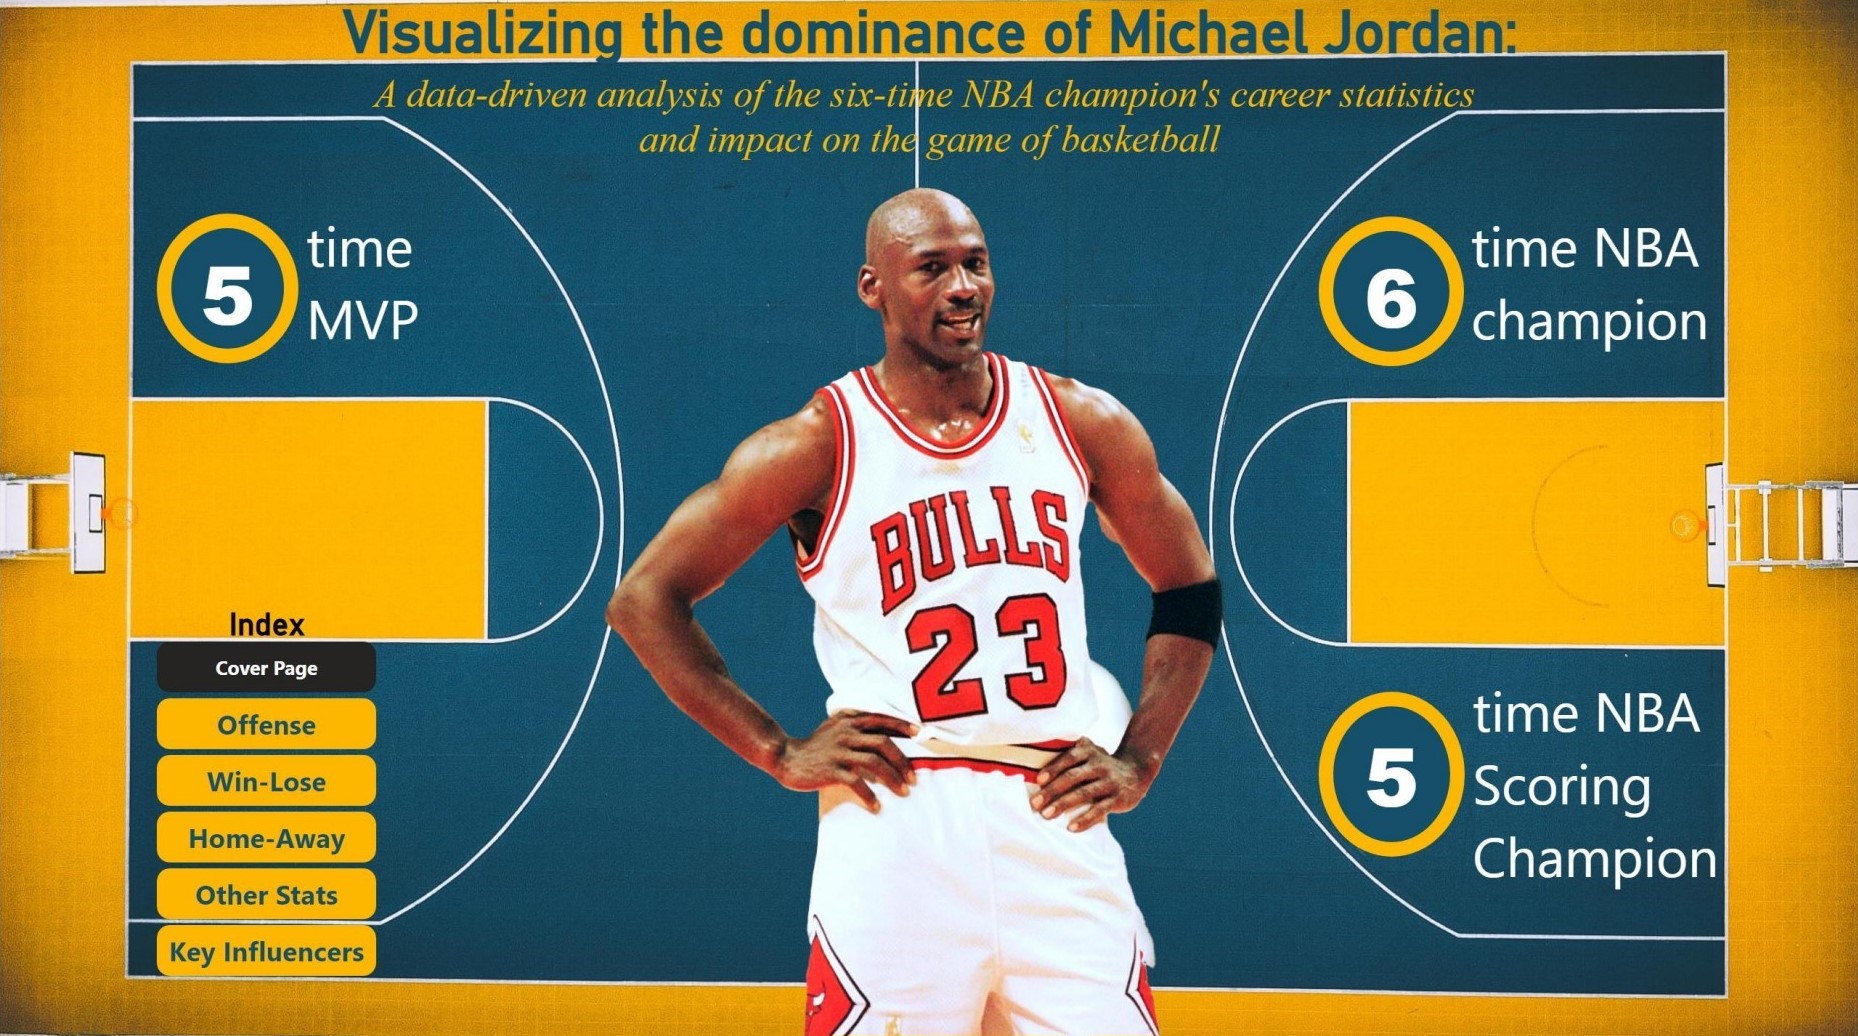 Visualizing the dominance of Michael Jordan:
A data-driven analysis of the six-time NBA champion's career statistics
and impact on the game of basketball
5
time
MVP
6
time NBA
champion
BULLS
23
Index
Cover Page
Offense
Win-Lose
Home-Away
Other Stats
Key Influencers
5
time NBA
Scoring
Champion